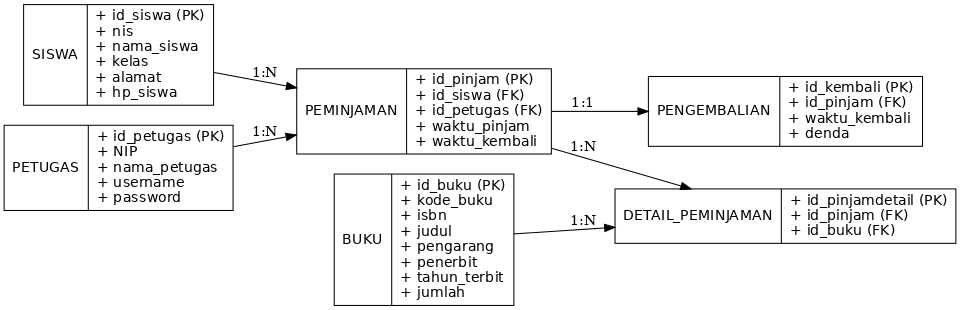 SISWA
+ id_siswa (PK)
+ nis
+ nama_siswa
+ kelas
+ alamat
+ hp_siswa
1:N
PETUGAS
+ id_petugas (PK)
+ NIP
+ nama_petugas
+ username
+ password
1:N
PEMINJAMAN
+ id_pinjam (PK)
+ id_siswa (FK)
+ id_petugas (FK)
+ waktu_pinjam
+ waktu_kembali
1:1
1:N
PENGEMBALIAN
+ id_kembali (PK)
+ id_pinjam (FK)
+ waktu_kembali
+ denda
BUKU
+ id_buku (PK)
+ kode_buku
+ isbn
+ judul
+ pengarang
+ penerbit
+ tahun_terbit
+ jumlah
1:N
DETAIL_PEMINJAMAN
+ id_pinjamdetail (PK)
+ id_pinjam (FK)
+ id_buku (FK)